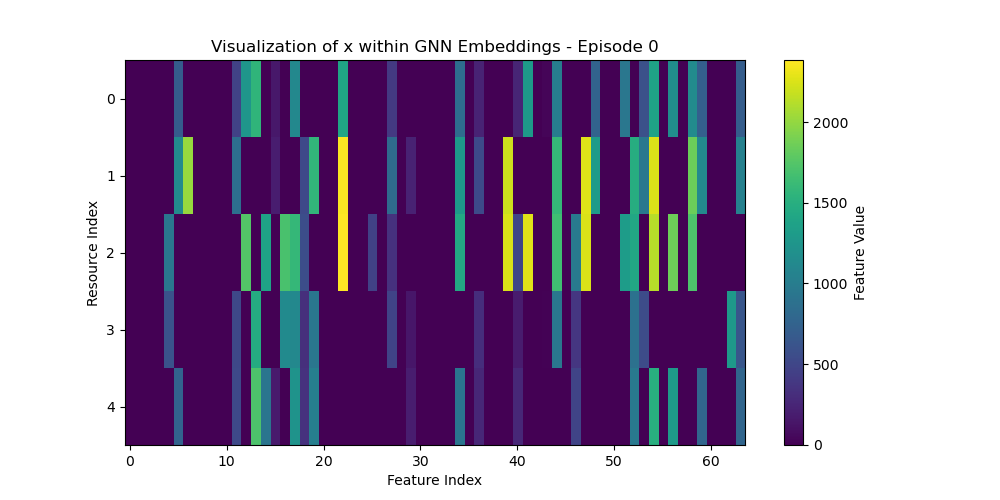 Visualization of x within GNN Embeddings - Episode 0
Resource Index
0
1
2
3
4
0 10 20 30 40 50 60
Feature Index
2000
1500
1000
500
0
Feature Value